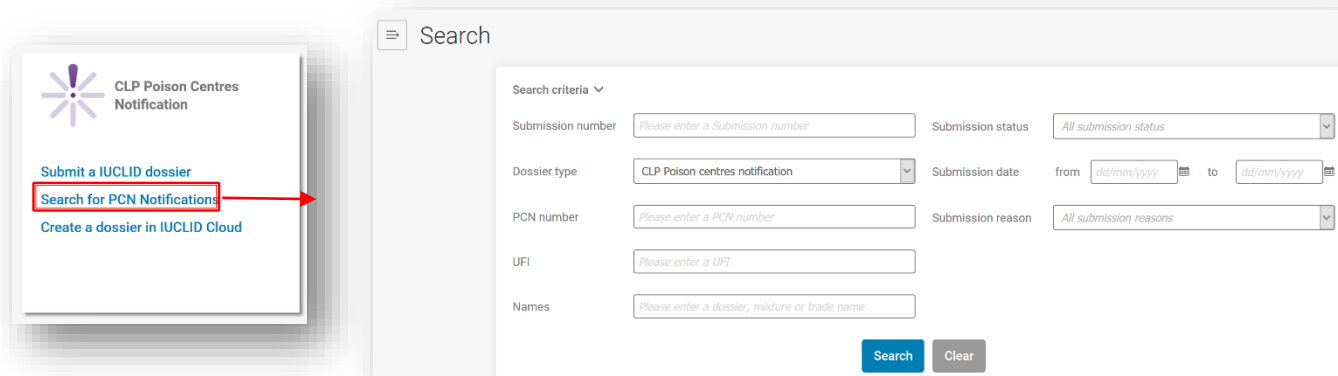 CLP Poison Centres
Notification
Submit a IUCLID dossier
Search for PCN Notifications
Create a dossier in IUCLID Cloud
Search
Search criteria
Submission number Please enter a Submission number Submission status All submission status
Dossier type CLP Poison centres notification Submission date from dd/mm/yyyy to dd/mm/yyyy
PCN number Please enter a PCN number Submission reason All submission reasons
UFI Please enter a UFI
Names Please enter a dossier, mixture or trade name
Search Clear